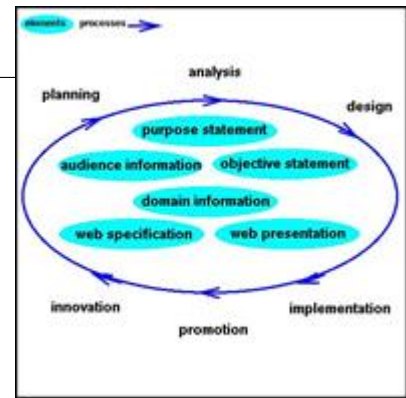 elements processes
analysis
planning
design
purpose statement
audience information objective statement
domain information
web specification web presentation
innovation
implementation
promotion